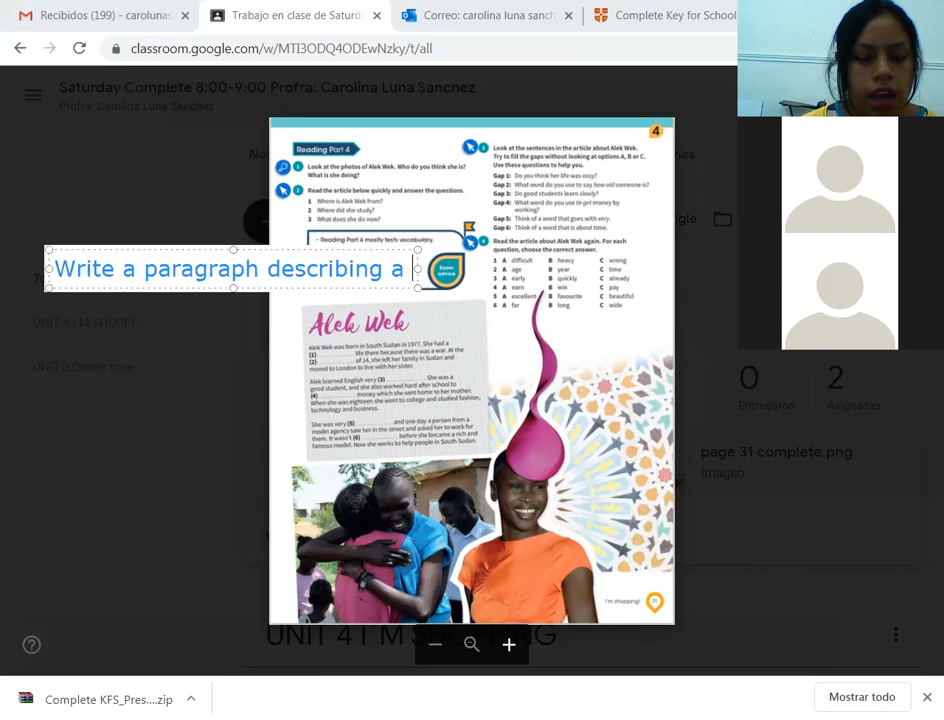 Recibidos (199) - carolunas
Trabajo en clase de Saturda
Correo: carolina luna sanch
Complete Key for School
classroom.google.com/w/MTI3ODQ4ODEwNzky/t/all
Saturday Complete 8:00-9:00 Profra: Carolina Luna Sanchez
Profra: Carolina Luna Sanchez
4
Reading Part 4
1 Look at the photos of Alek Wek. Who do you think she is?
What is she doing?
2 Read the article below quickly and answer the questions.
1 Where is Alek Wek from?
2 Where did she study?
3 What does she do now?
- Reading Part 4 mostly tests vocabulary.
Exam
advice
Write a paragraph describing a
3 Look at the sentences in the article about Alek Wek.
Try to fill the gaps without looking at options A, B or C.
Use these questions to help you.
Gap 1: Do you think her life was easy?
Gap 2: What word do you use to say how old someone is?
Gap 3: Do good students learn slowly?
Gap 4: What word do you use to get money by
working?
Gap 5: Think of a word that goes with very.
Gap 6: Think of a word that is about time.
4 Read the article about Alek Wek again. For each
question, choose the correct answer.
1 A difficult B heavy C wrong
2 A age B year C time
3 A early B quickly C already
4 A earn B win C pay
5 A excellent B favourite C beautiful
6 A far B long C wide
Alek Wek
Alek Wek was born in South Sudan in 1977. She had a
(1) life there because there was a war. At the
(2) of 14, she left her family in Sudan and
moved to London to live with her sister.
Alek learned English very (3) . She was a
good student, and she also worked hard after school to
(4) money which she sent home to her mother.
When she was eighteen she went to college and studied fashion,
technology and business.
She was very (5) and one day a person from a
model agency saw her in the street and asked her to work for
them. It wasn't (6) before she became a rich and
famous model. Now she works to help people in South Sudan.
I'm shopping! 31
UNIT 4 I´M SHOPPI..
UNIT 3 Dinner time
gle
0
Entregaron
2
Asignadas
page 31 complete.png
Imagen
UNIT 4 I´M SHOPPING
Complete KFS_Pres....zip
Mostrar todo